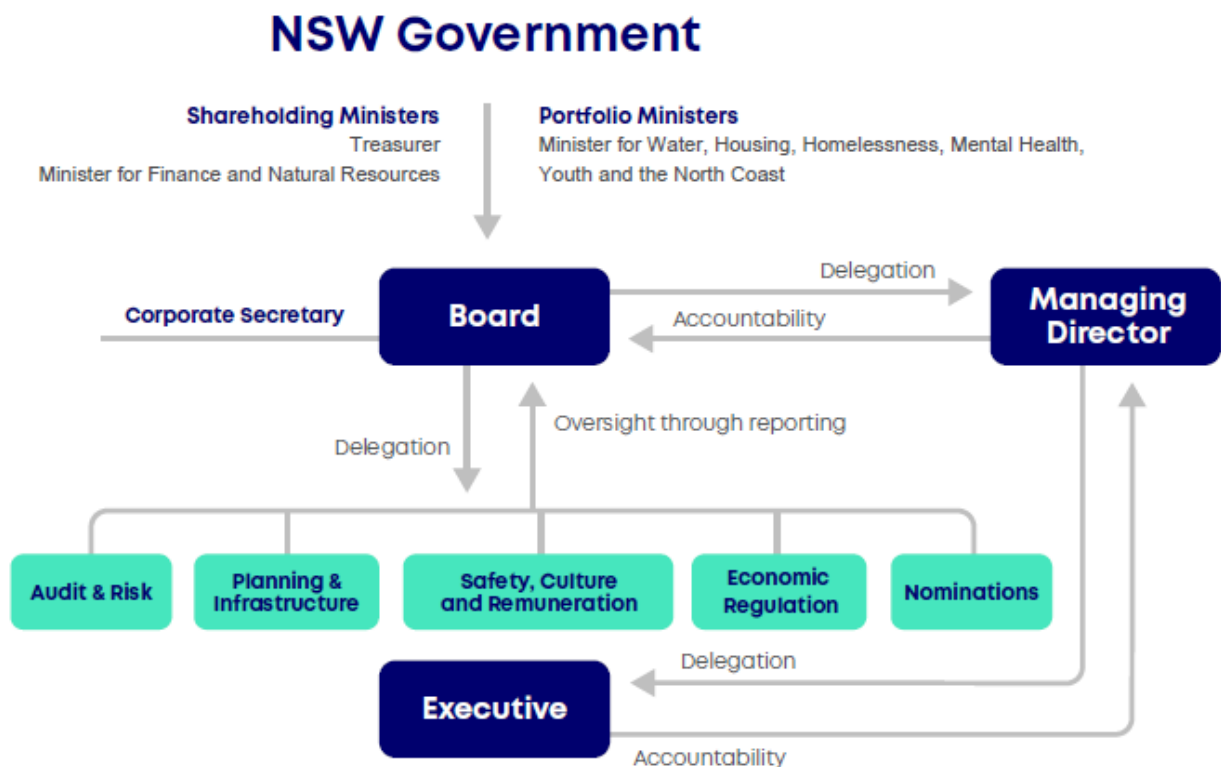 NSW Government
Shareholding Ministers
Treasurer
Minister for Finance and Natural Resources
Portfolio Ministers
Minister for Water, Housing, Homelessness, Mental Health,
Youth and the North Coast
Corporate Secretary
Board
Delegation
Accountability
Managing
Director
Delegation
Oversight through reporting
Audit & Risk
Planning &
Infrastructure
Safety, Culture
and Remuneration
Economic
Regulation
Nominations
Executive
Delegation
Accountability